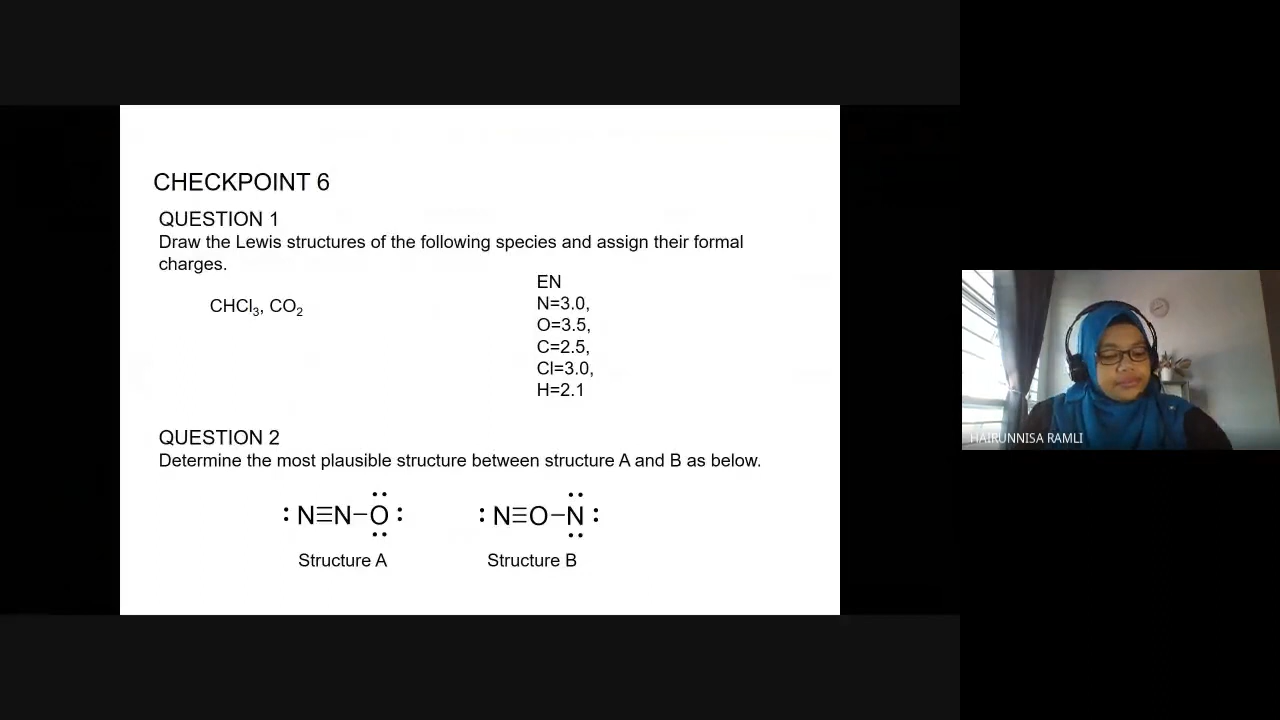 CHECKPOINT 6
QUESTION 1
Draw the Lewis structures of the following species and assign their formal
charges.
CHCl₃, CO₂
EN
N=3.0,
O=3.5,
C=2.5,
Cl=3.0,
H=2.1
QUESTION 2
Determine the most plausible structure between structure A and B as below.
:N≡N–O: :N≡O–N:
Structure A Structure B
HAIRUNNISA RAMLI